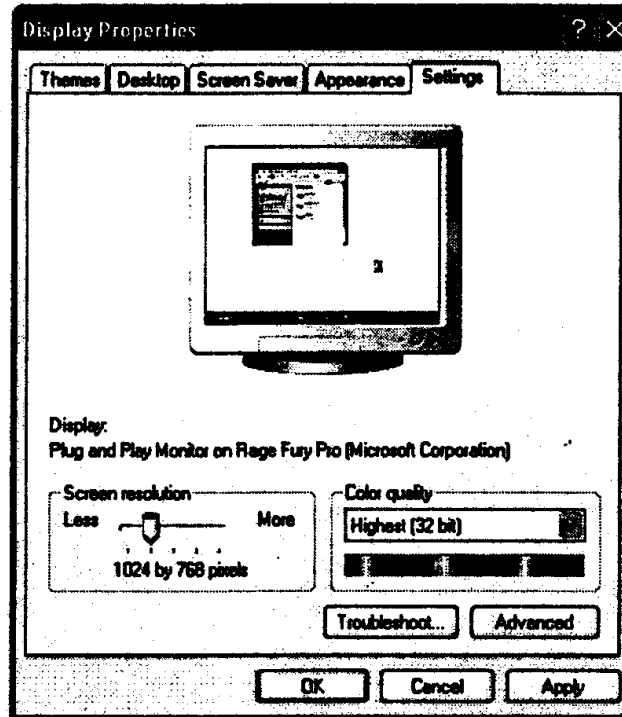 Display Properties
Themes Desktop Screen Saver Appearance Settings
Display:
Plug and Play Monitor on Rage Fury Pro (Microsoft Corporation)
Screen resolution
Less More
1024 by 768 pixels
Color quality
Highest (32 bit)
Troubleshoot... Advanced
OK Cancel Apply